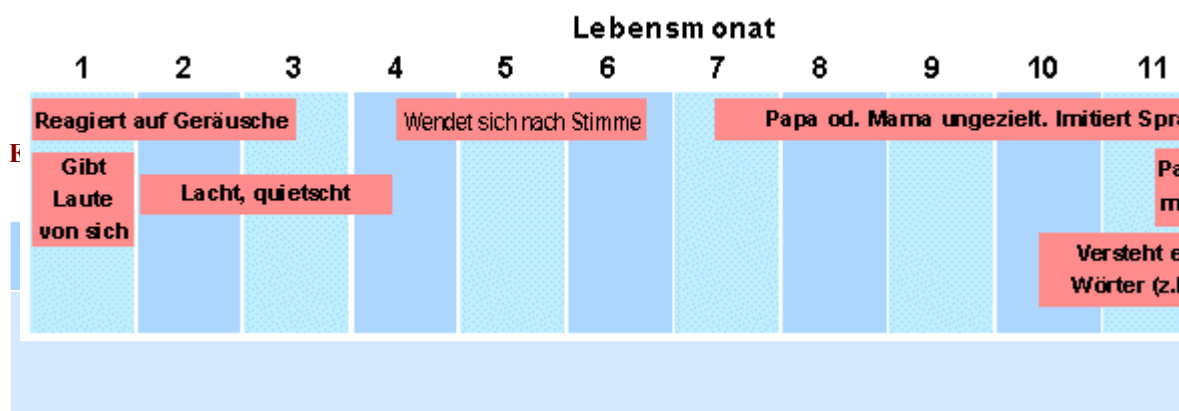 Lebensmonat
1 2 3 4 5 6 7 8 9 10 11
Reagiert auf Geräusche
Wendet sich nach Stimme
Papa od. Mama ungezielt. Imitiert
Gibt
Laute
von sich
Lacht, quietscht
Versteht
Wörter